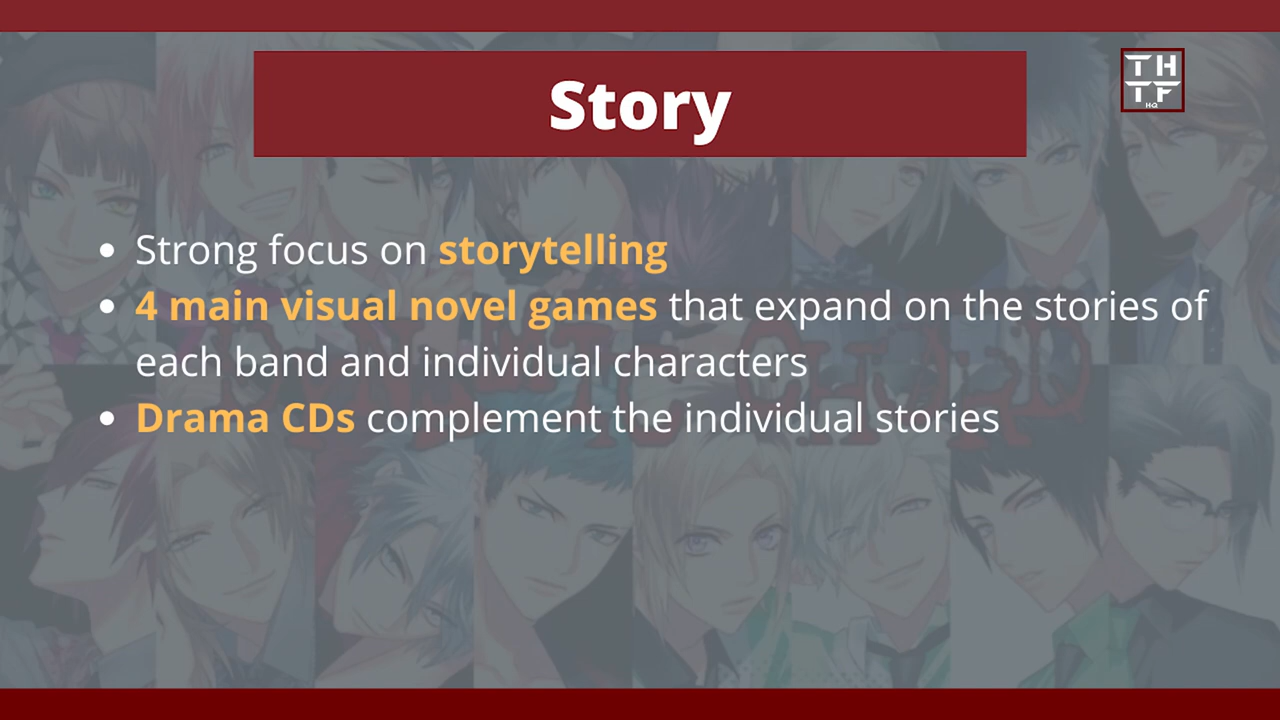 Story
TH
TF
HQ
• Strong focus on storytelling
• 4 main visual novel games that expand on the stories of
each band and individual characters
• Drama CDs complement the individual stories